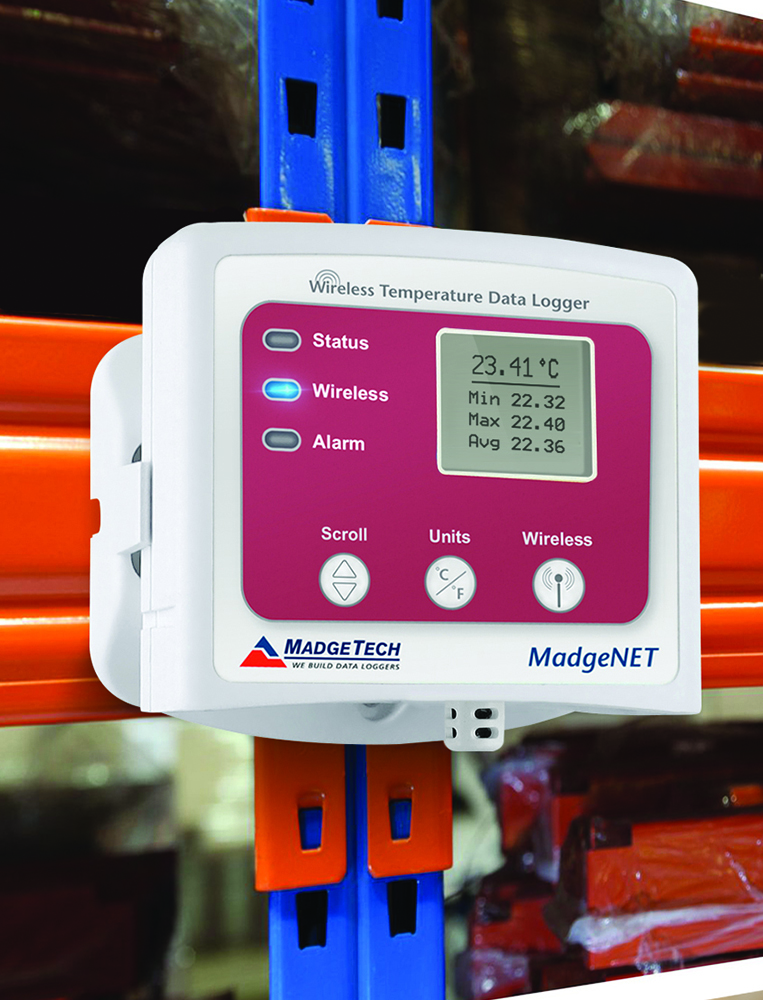 Wireless Temperature Data Logger
Status
Wireless
Alarm
23.41 °C
Min 22.32
Max 22.40
Avg 22.36
Scroll
Units
Wireless
°C/°F
MADGETECH
WE BUILD DATA LOGGERS
MadgeNET